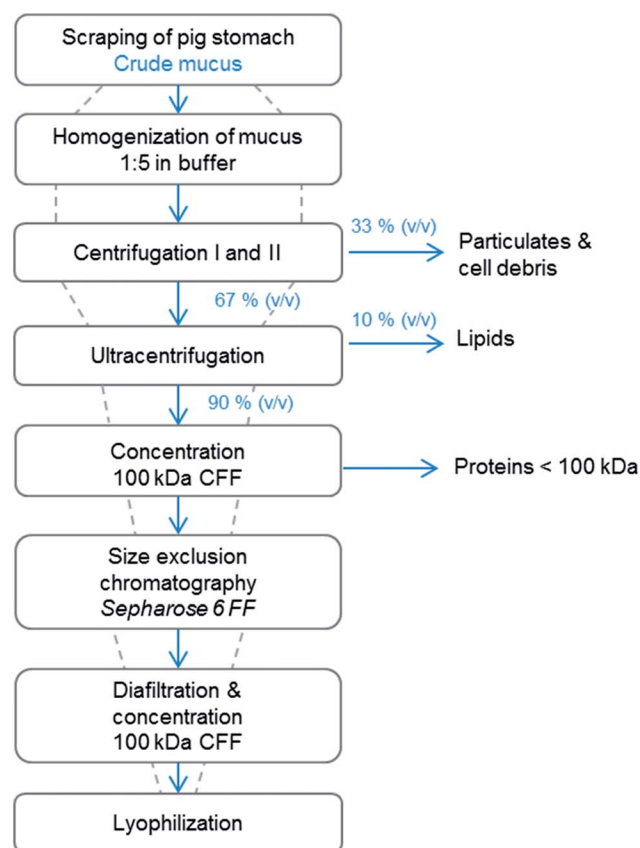 Scraping of pig stomach
Crude mucus
Homogenization of mucus
1:5 in buffer
33 % (v/v)
Centrifugation I and II
Particulates &
cell debris
67 % (v/v)
10 % (v/v)
Ultracentrifugation
Lipids
90 % (v/v)
Concentration
100 kDa CFF
Proteins < 100 kDa
Size exclusion
chromatography
Sepharose 6 FF
Diafiltration &
concentration
100 kDa CFF
Lyophilization